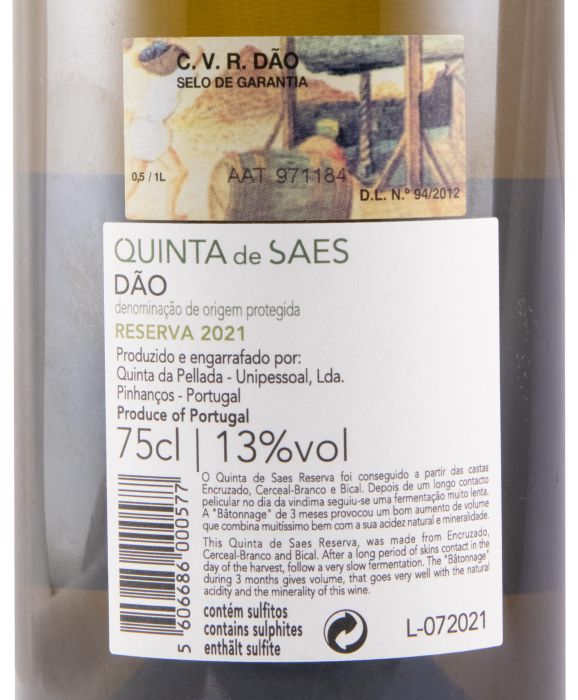 C. V. R. DÃO
SELO DE GARANTIA
0,5 / 1L
AAT 971184
D.L. N.º 94/2012
QUINTA de SAES
DÃO
denominação de origem protegida
RESERVA 2021
Produzido e engarrafado por:
Quinta da Pellada - Unipessoal, Lda.
Pinhanços - Portugal
Produce of Portugal
75cl | 13%vol
O Quinta de Saes Reserva foi conseguido a partir das castas
Encruzado, Cerceal-Branco e Bical. Depois de um longo contacto
pelicular no dia da vindima seguiu-se uma fermentação muito lenta.
A "Bâtonnage" de 3 meses provocou um bom aumento de volume
que combina muitíssimo bem com a sua acidez natural e mineralidade.
This Quinta de Saes Reserva, was made from Encruzado,
Cerceal-Branco and Bical. After a long period of skins contact in the
day of the harvest, follow a very slow fermentation. The "Bâtonnage"
during 3 months gives volume, that goes very well with the natural
acidity and the minerality of this wine.
5 606686 000577
contém sulfitos
contains sulphites
enthält sulfite
L-072021